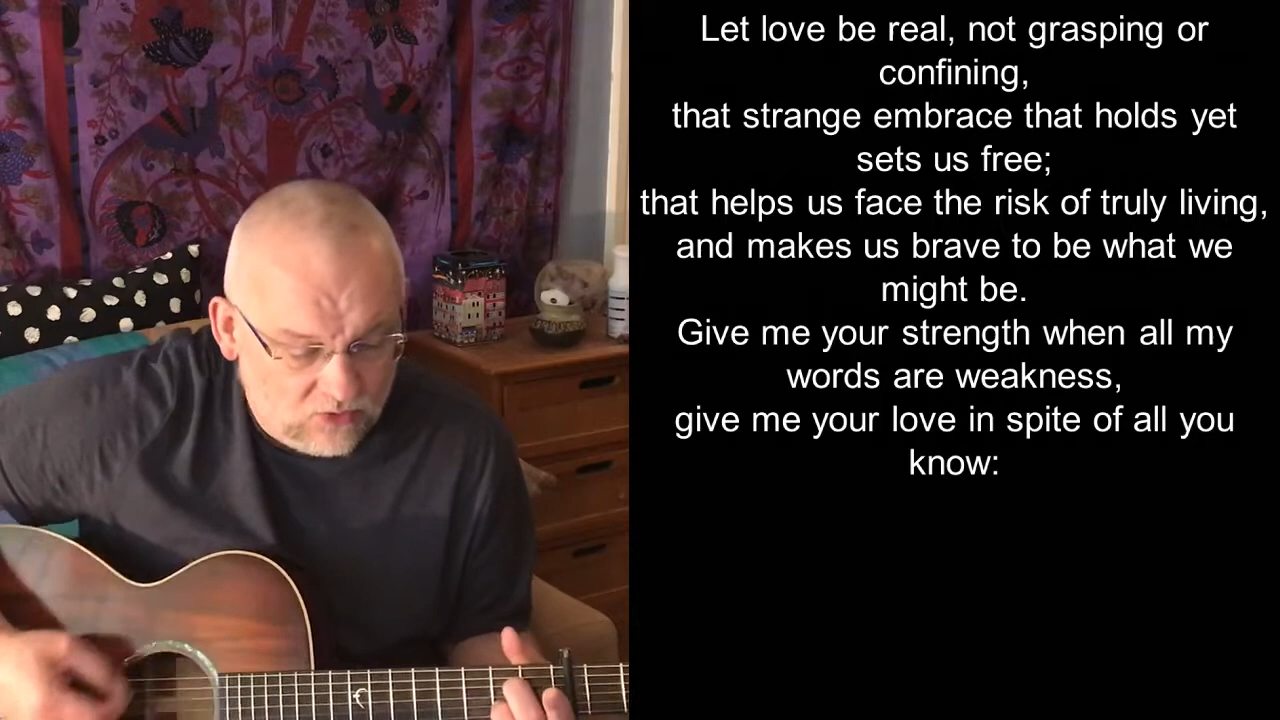 Let love be real, not grasping or
confining,
that strange embrace that holds yet
sets us free;
that helps us face the risk of truly living,
and makes us brave to be what we
might be.
Give me your strength when all my
words are weakness,
give me your love in spite of all you
know: